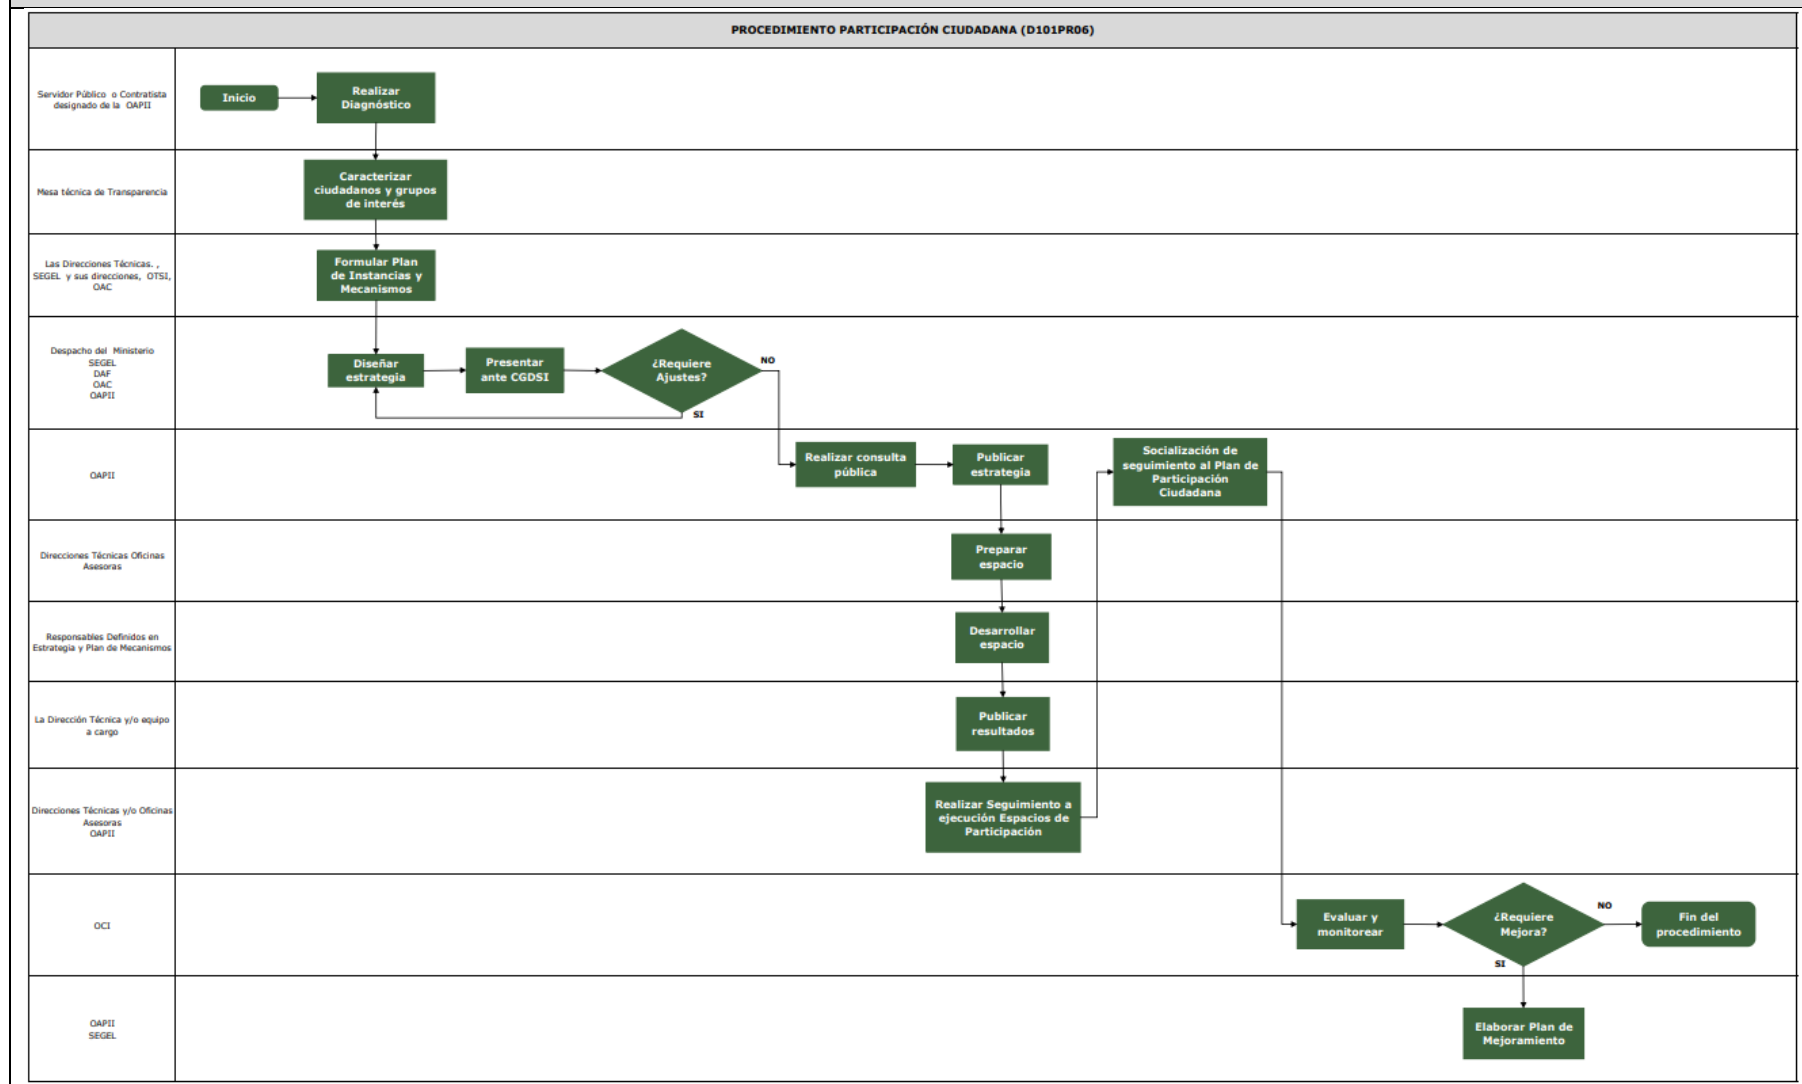 PROCEDIMIENTO PARTICIPACIÓN CIUDADANA (D101PR06)
Servidor Público o Contratista
designado de la OAPII
Inicio
Realizar
Diagnóstico
Mesa técnica de Transparencia
Caracterizar
ciudadanos y grupos
de interés
Las Direcciones Técnicas. ,
SEGEL y sus direcciones, OTSI,
OAC
Formular Plan
de Instancias y
Mecanismos
Despacho del Ministerio
SEGEL
DAF
OAC
OAPII
Diseñar
estrategia
Presentar
ante CGDSI
¿Requiere
Ajustes?
NO
SI
OAPII
Realizar consulta
pública
Publicar
estrategia
Socialización de
seguimiento al Plan de
Participación
Ciudadana
Direcciones Técnicas Oficinas
Asesoras
Preparar
espacio
Responsables Definidos en
Estrategia y Plan de Mecanismos
Desarrollar
espacio
La Dirección Técnica y/o equipo
a cargo
Publicar
resultados
Direcciones Técnicas y/o Oficinas
Asesoras
OAPII
Realizar Seguimiento a
ejecución Espacios de
Participación
OCI
Evaluar y
monitorear
¿Requiere
Mejora?
NO
SI
Fin del
procedimiento
OAPII
SEGEL
Elaborar Plan de
Mejoramiento